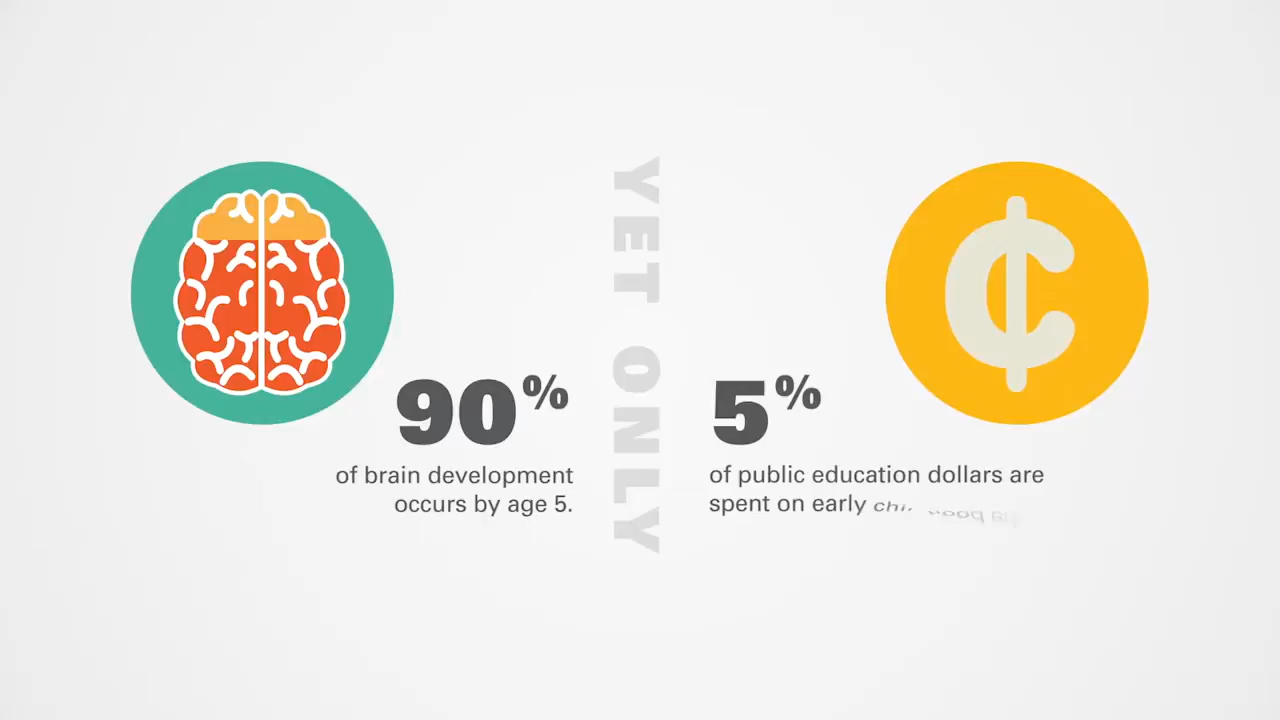 90%
of brain development
occurs by age 5.
YET ONLY
5%
of public education dollars are
spent on early